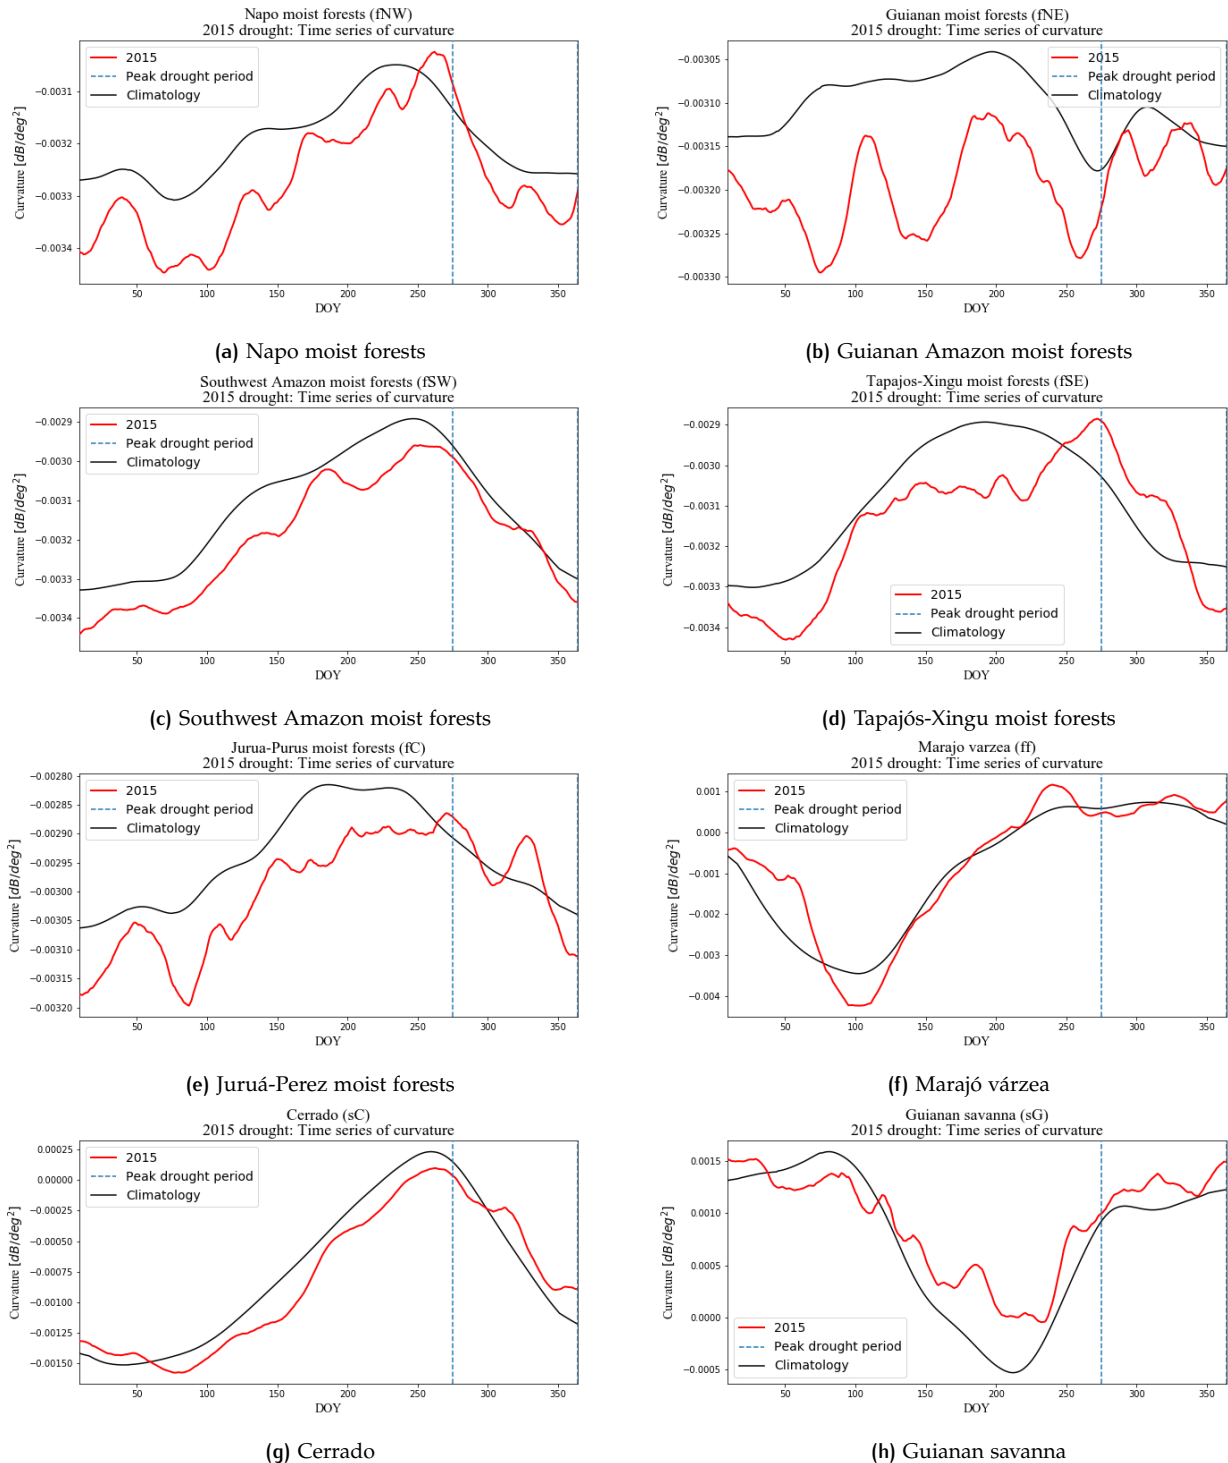 Napo moist forests (fNW)
2015 drought: Time series of curvature
2015
Peak drought period
Climatology
Curvature [dB/deg²]
−0.0031
−0.0032
−0.0033
−0.0034
50 100 150 200 250 300 350
DOY
(a) Napo moist forests
Guianan moist forests (fNE)
2015 drought: Time series of curvature
2015
Peak drought period
Climatology
Curvature [dB/deg²]
−0.00305
−0.00310
−0.00315
−0.00320
−0.00325
−0.00330
50 100 150 200 250 300 350
DOY
(b) Guianan Amazon moist forests
Southwest Amazon moist forests (fSW)
2015 drought: Time series of curvature
2015
Peak drought period
Climatology
Curvature [dB/deg²]
−0.0029
−0.0030
−0.0031
−0.0032
−0.0033
−0.0034
50 100 150 200 250 300 350
DOY
(c) Southwest Amazon moist forests
Tapajos-Xingu moist forests (fSE)
2015 drought: Time series of curvature
2015
Peak drought period
Climatology
Curvature [dB/deg²]
−0.0029
−0.0030
−0.0031
−0.0032
−0.0033
−0.0034
50 100 150 200 250 300 350
DOY
(d) Tapajós-Xingu moist forests
Jurua-Purus moist forests (fC)
2015 drought: Time series of curvature
2015
Peak drought period
Climatology
Curvature [dB/deg²]
−0.00280
−0.00285
−0.00290
−0.00295
−0.00300
−0.00305
−0.00310
−0.00315
−0.00320
50 100 150 200 250 300 350
DOY
(e) Juruá-Perez moist forests
Marajo varzea (ff)
2015 drought: Time series of curvature
2015
Peak drought period
Climatology
Curvature [dB/deg²]
0.001
0.000
−0.001
−0.002
−0.003
−0.004
50 100 150 200 250 300 350
DOY
(f) Marajó várzea
Cerrado (sC)
2015 drought: Time series of curvature
2015
Peak drought period
Climatology
Curvature [dB/deg²]
0.00025
0.00000
−0.00025
−0.00050
−0.00075
−0.00100
−0.00125
−0.00150
50 100 150 200 250 300 350
DOY
(g) Cerrado
Guianan savanna (sG)
2015 drought: Time series of curvature
2015
Peak drought period
Climatology
Curvature [dB/deg²]
0.0015
0.0010
0.0005
0.0000
−0.0005
50 100 150 200 250 300 350
DOY
(h) Guianan savanna